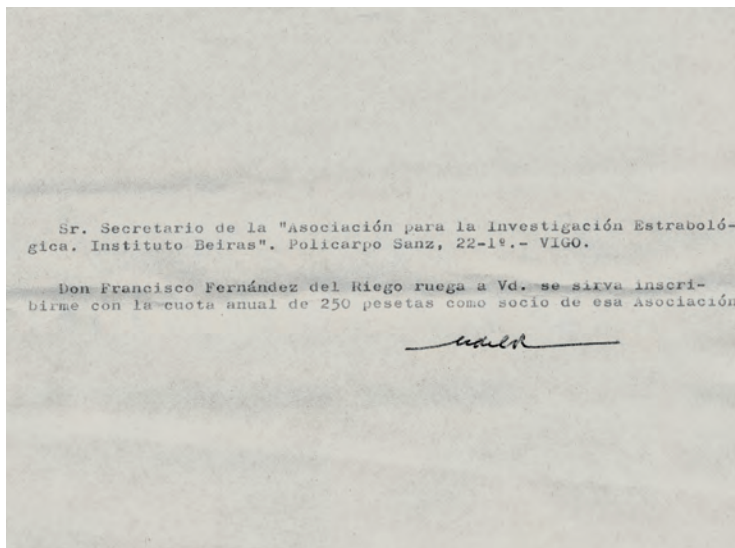 Sr. Secretario de la "Asociación para la Investigación Estraboló-
gica. Instituto Beiras". Policarpo Sanz, 22-1º.- VIGO.
Don Francisco Fernández del Riego ruega a Vd. se sirva inscri-
birme con la cuota anual de 250 pesetas como socio de esa Asociación